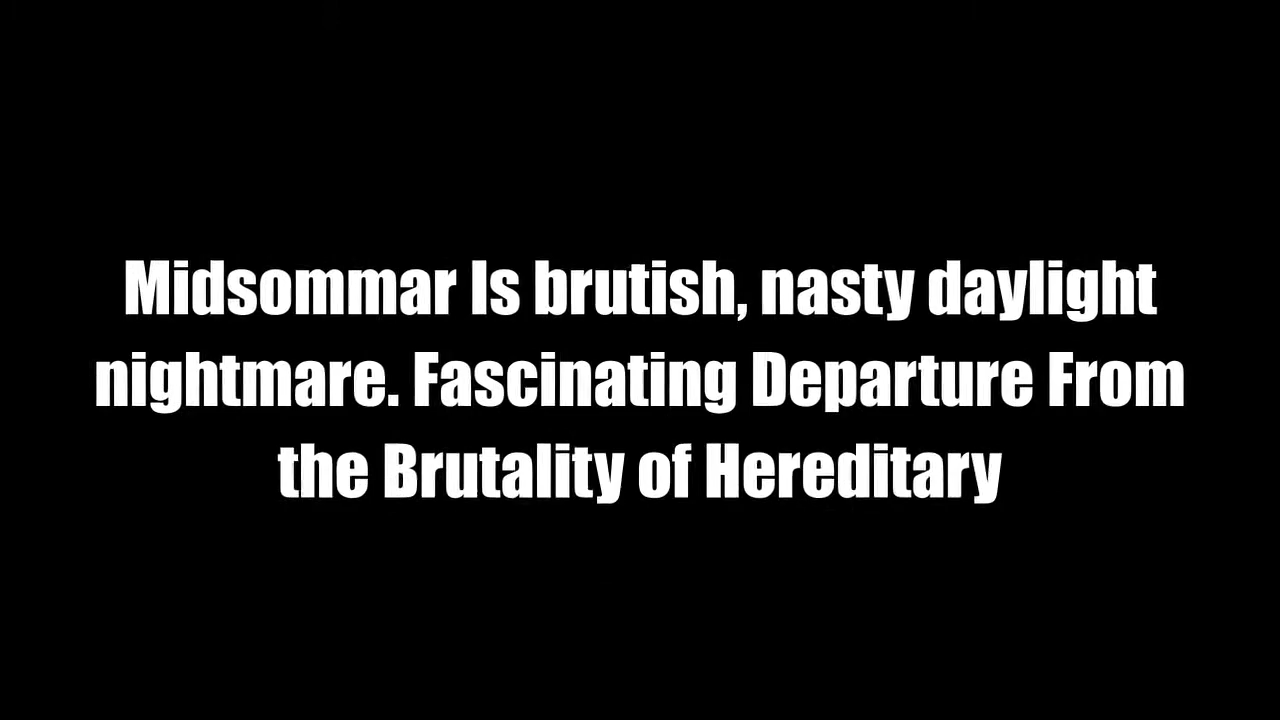 Midsommar Is brutish, nasty daylight
nightmare. Fascinating Departure From
the Brutality of Hereditary